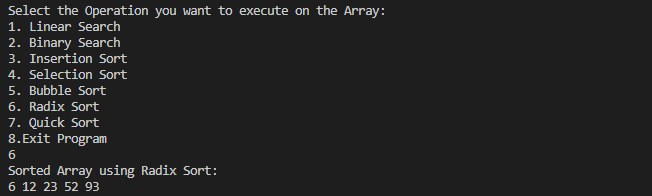 Select the Operation you want to execute on the Array:
1. Linear Search
2. Binary Search
3. Insertion Sort
4. Selection Sort
5. Bubble Sort
6. Radix Sort
7. Quick Sort
8.Exit Program
6
Sorted Array using Radix Sort:
6 12 23 52 93